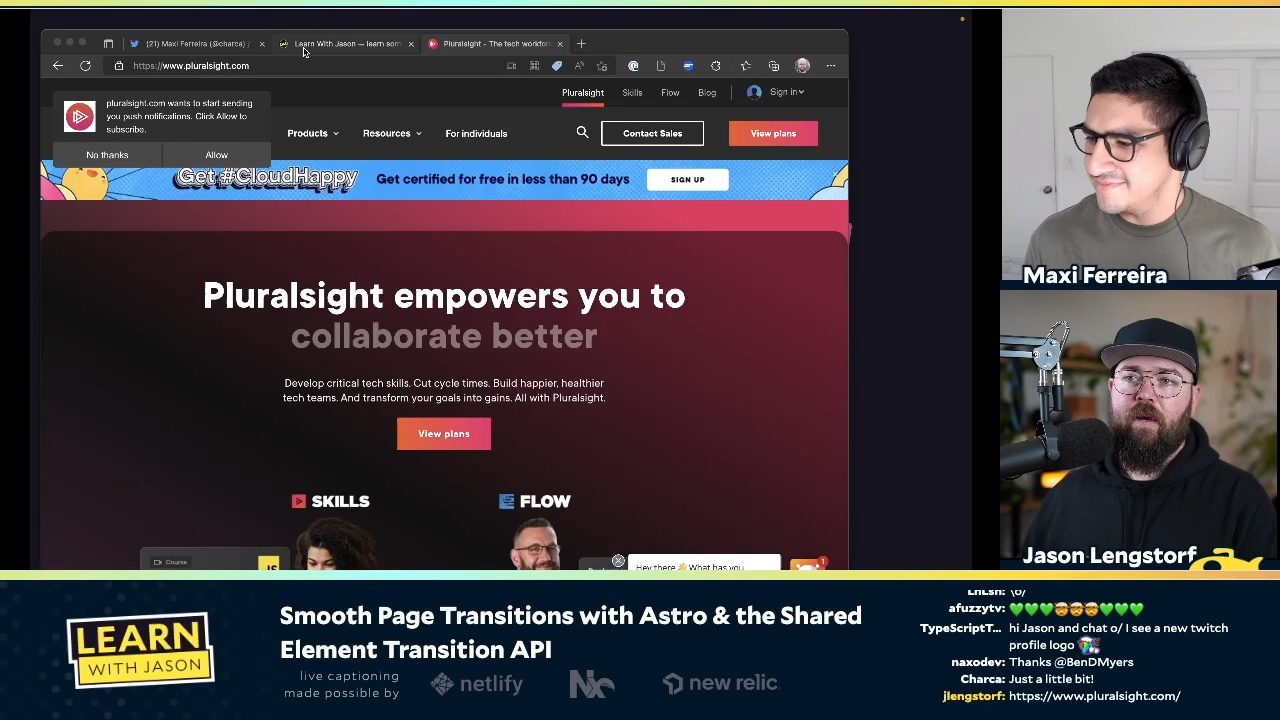 (21) Maxi Ferreira (@charca) /
Learn With Jason — learn som
Pluralsight - The tech workfor
https://www.pluralsight.com
Pluralsight
Skills
Flow
Blog
Sign in
pluralsight.com wants to start sending
you push notifications. Click Allow to
subscribe.
No thanks
Allow
Products
Resources
For individuals
Contact Sales
View plans
Get #CloudHappy
Get certified for free in less than 90 days
SIGN UP
Pluralsight empowers you to
collaborate better
Develop critical tech skills. Cut cycle times. Build happier, healthier
tech teams. And transform your goals into gains. All with Pluralsight.
View plans
SKILLS
FLOW
Course
JS
Hey there 👋 What has you
1
Maxi Ferreira
Jason Lengstorf
LEARN
WITH JASON
Smooth Page Transitions with Astro & the Shared
Element Transition API
live captioning
made possible by
netlify
Nx
new relic.
LnLsn: \o/
afuzzytv: 💚💚💚🤯🤯🤯💚💚💚
TypeScriptT... hi Jason and chat o/ I see a new twitch
profile logo
naxodev: Thanks @BenDMyers
Charca: Just a little bit!
jlengstorf: https://www.pluralsight.com/